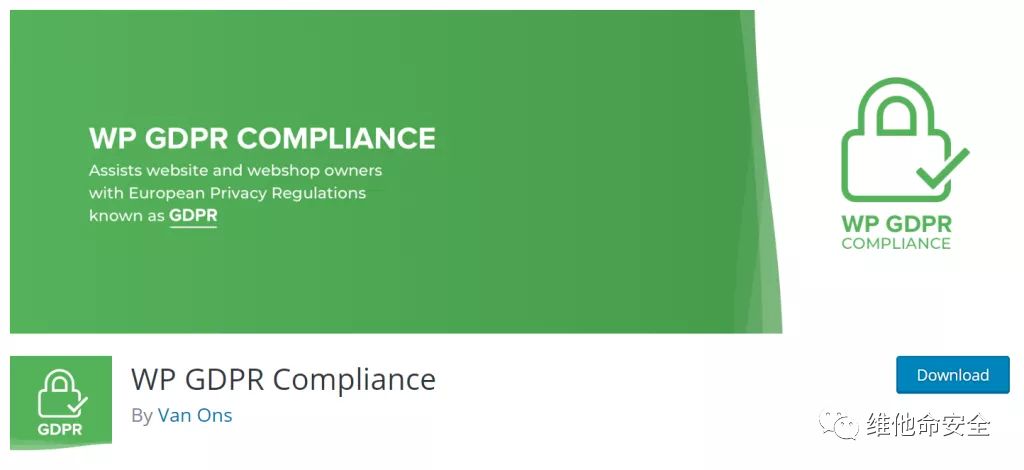 WP GDPR COMPLIANCE
Assists website and webshop owners
with European Privacy Regulations
known as GDPR
WP GDPR
COMPLIANCE
GDPR
WP GDPR Compliance
By Van Ons
Download
维他命安全